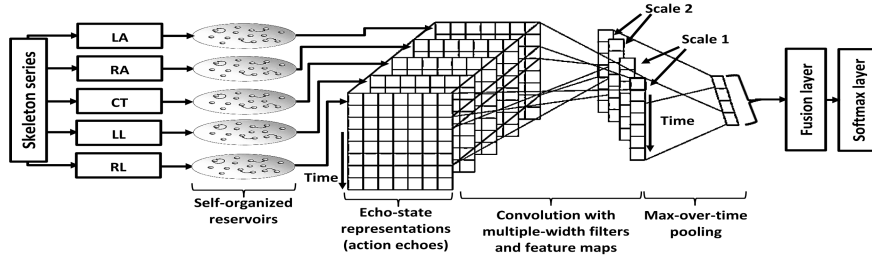 Skeleton series
LA
RA
CT
LL
RL
Self-organized
reservoirs
Time
Echo-state
representations
(action echoes)
Convolution with
multiple-width filters
and feature maps
Scale 2
Scale 1
Time
Max-over-time
pooling
Fusion layer
Softmax layer